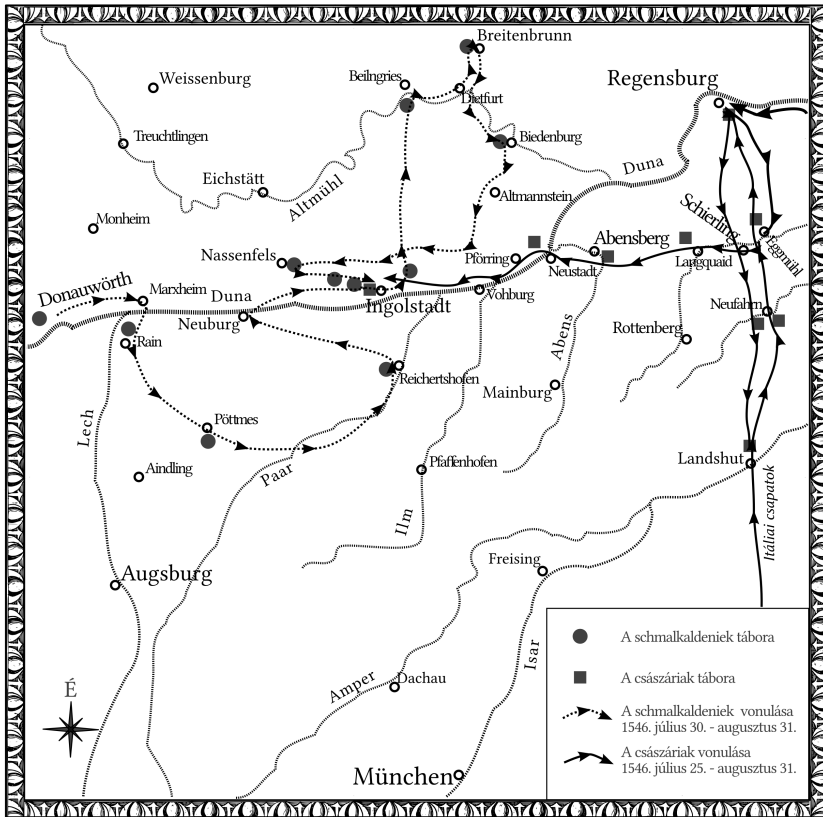 Breitenbrunn
Weissenburg
Beilngries
Regensburg
Dietfurt
Treuchtlingen
Biedenburg
Duna
Eichstätt
Altmühl
Altmannstein
Schierling
Monheim
Abensberg
Eggmühl
Nassenfels
Pförring
Langquaid
Neustadt
Donauwörth
Marxheim
Duna
Ingolstadt
Vohburg
Neuburg
Neufahrn
Rain
Abens
Rottenberg
Reichertshofen
Mainburg
Lech
Pöttmes
Landshut
Aindling
Paar
Pfaffenhofen
Ilm
Itáliai csapatok
Freising
Augsburg
Isar
É
Amper
Dachau
München
A schmalkaldeniek tábora
A császáriak tábora
A schmalkaldeniek vonulása
1546. július 30. - augusztus 31.
A császáriak vonulása
1546. július 25. - augusztus 31.